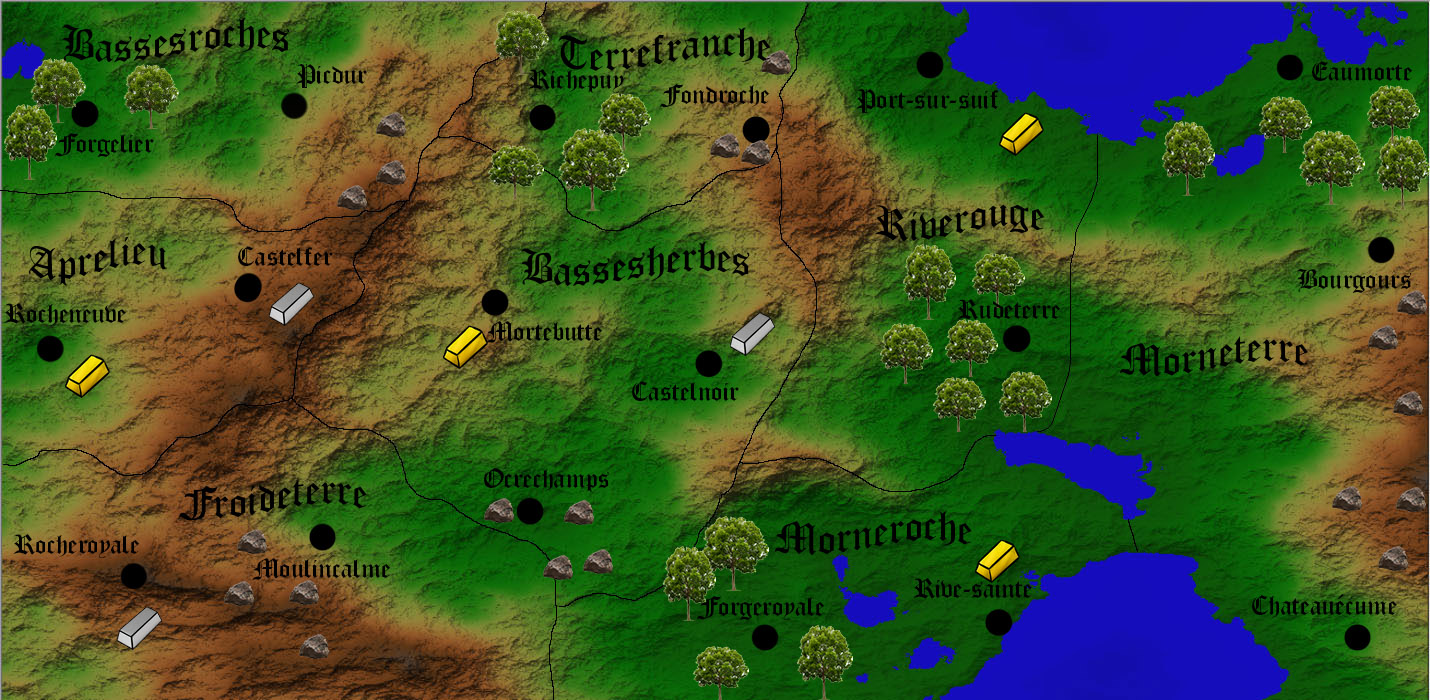 Bassesroches
Terrefranche
Picdur
Richepuy
Fondroche
Port-sur-suif
Eaumorte
Forgelier
Riverouge
Aprelieu
Castelfer
Bassesherbes
Bourgours
Rocheneuve
Rudeterre
Mortebutte
Morneterre
Castelnoir
Ocrechamps
Froideterre
Morneroche
Rocheroyale
Moulincalme
Rive-sainte
Forgeroyale
Chateauécume